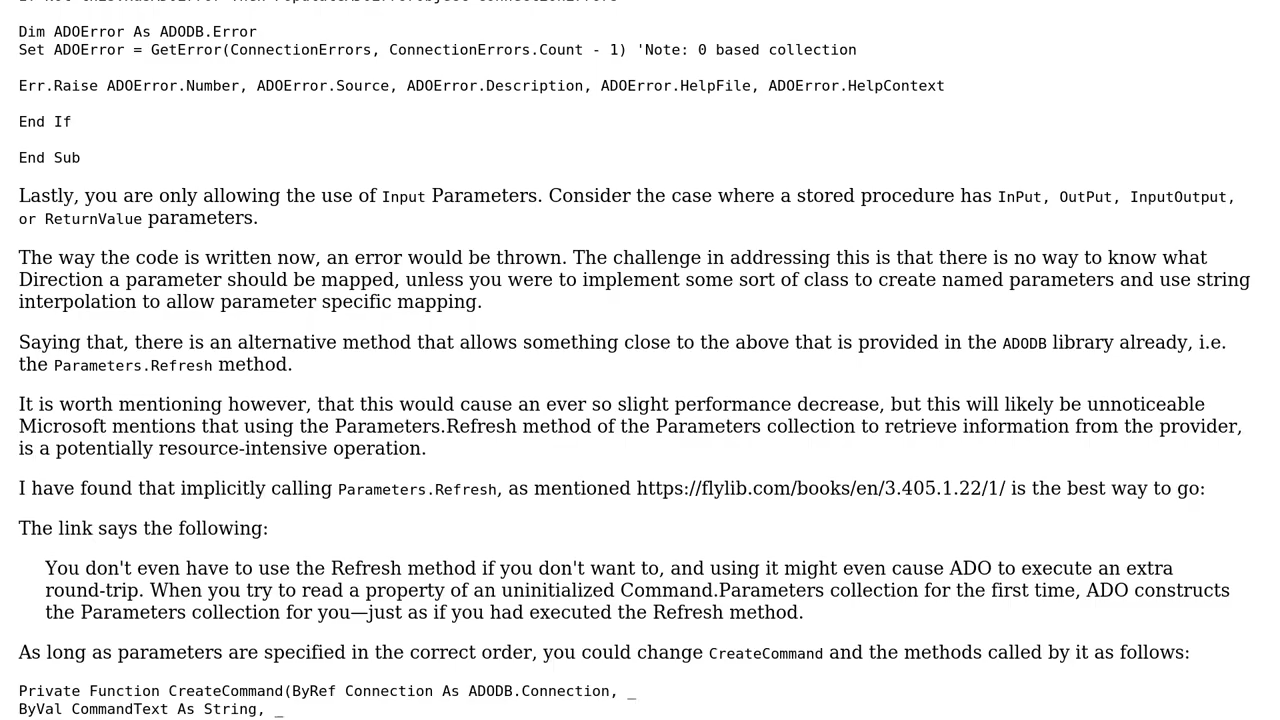 Dim ADOError As ADODB.Error
Set ADOError = GetError(ConnectionErrors, ConnectionErrors.Count - 1) 'Note: 0 based collection
Err.Raise ADOError.Number, ADOError.Source, ADOError.Description, ADOError.HelpFile, ADOError.HelpContext
End If
End Sub
Lastly, you are only allowing the use of Input Parameters. Consider the case where a stored procedure has InPut, OutPut, InputOutput,
or ReturnValue parameters.
The way the code is written now, an error would be thrown. The challenge in addressing this is that there is no way to know what
Direction a parameter should be mapped, unless you were to implement some sort of class to create named parameters and use string
interpolation to allow parameter specific mapping.
Saying that, there is an alternative method that allows something close to the above that is provided in the ADODB library already, i.e.
the Parameters.Refresh method.
It is worth mentioning however, that this would cause an ever so slight performance decrease, but this will likely be unnoticeable
Microsoft mentions that using the Parameters.Refresh method of the Parameters collection to retrieve information from the provider,
is a potentially resource-intensive operation.
I have found that implicitly calling Parameters.Refresh, as mentioned https://flylib.com/books/en/3.405.1.22/1/ is the best way to go:
The link says the following:
You don't even have to use the Refresh method if you don't want to, and using it might even cause ADO to execute an extra
round-trip. When you try to read a property of an uninitialized Command.Parameters collection for the first time, ADO constructs
the Parameters collection for you—just as if you had executed the Refresh method.
As long as parameters are specified in the correct order, you could change CreateCommand and the methods called by it as follows:
Private Function CreateCommand(ByRef Connection As ADODB.Connection, _
ByVal CommandText As String, _